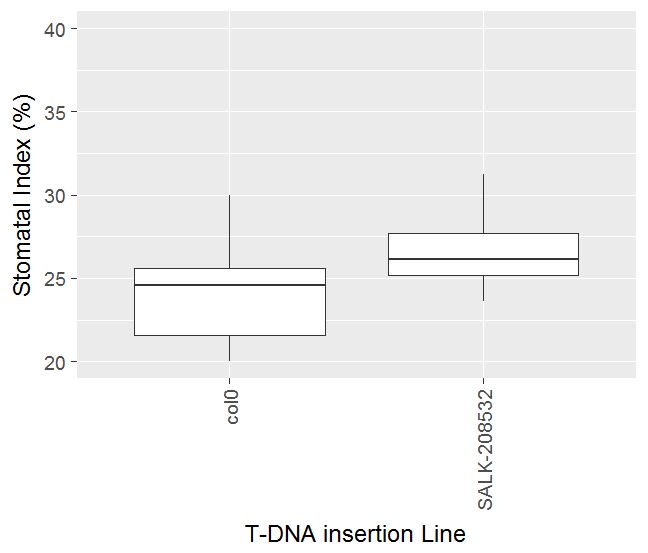 Stomatal Index (%)
40
35
30
25
20
col0
SALK-208532
T-DNA insertion Line